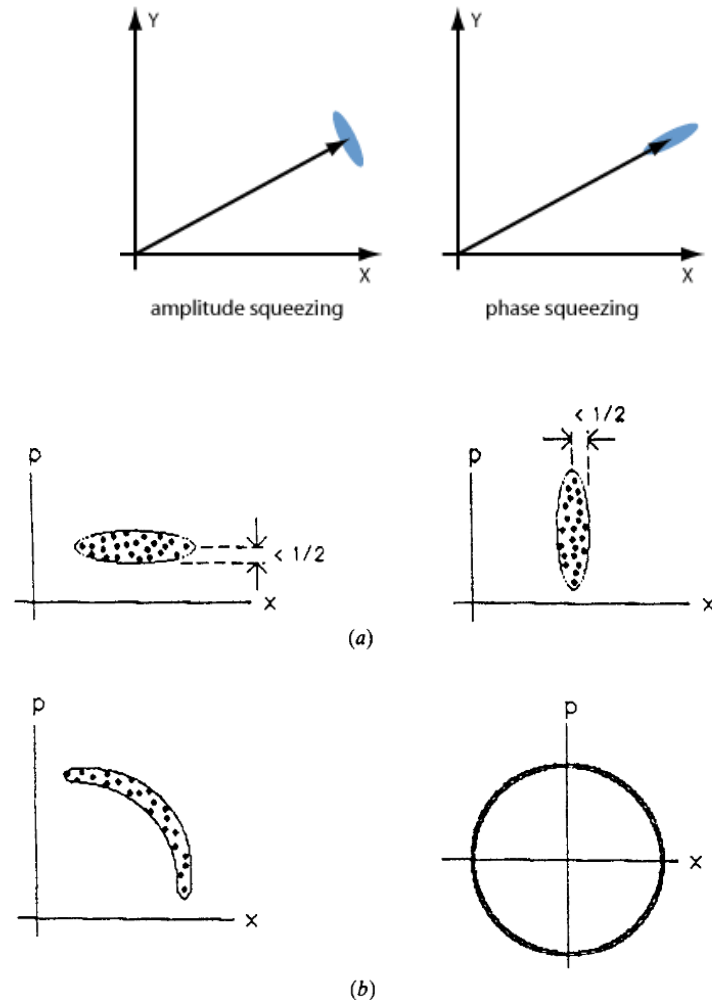 Y
Y
X
X
amplitude squeezing
phase squeezing
< 1/2
p
p
< 1/2
x
x
(a)
p
p
x
x
(b)